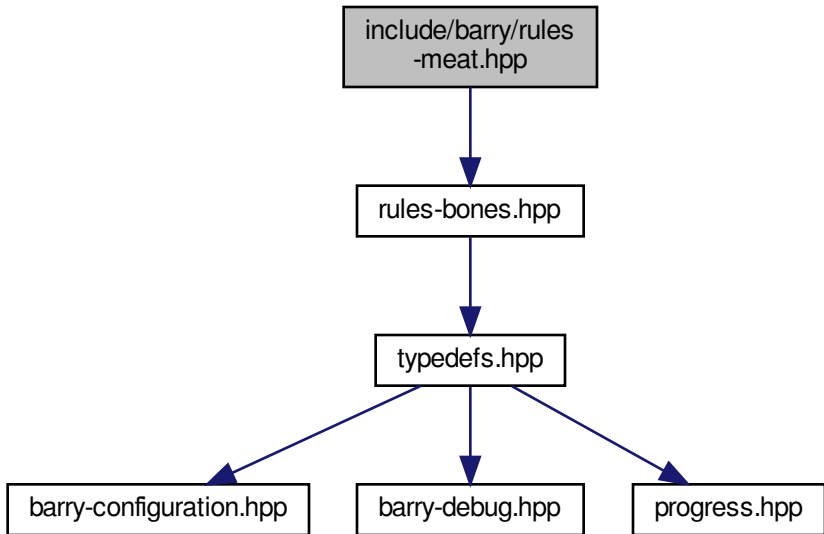 include/barry/rules
-meat.hpp
rules-bones.hpp
typedefs.hpp
barry-configuration.hpp
barry-debug.hpp
progress.hpp